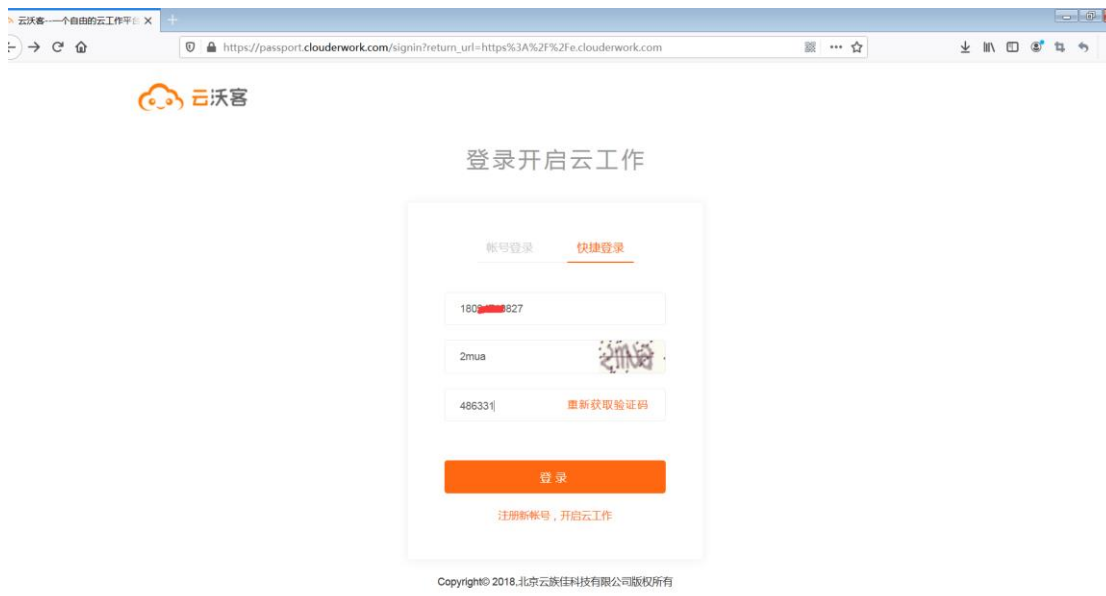 云沃客---一个自由的云工作平台
https://passport.clouderwork.com/signin?return_url=https%3A%2F%2Fe.clouderwork.com
云沃客
登录开启云工作
帐号登录 快捷登录
180 827
2mua 2mua
486331 重新获取验证码
登 录
注册新帐号，开启云工作
Copyright© 2018,北京云族佳科技有限公司版权所有